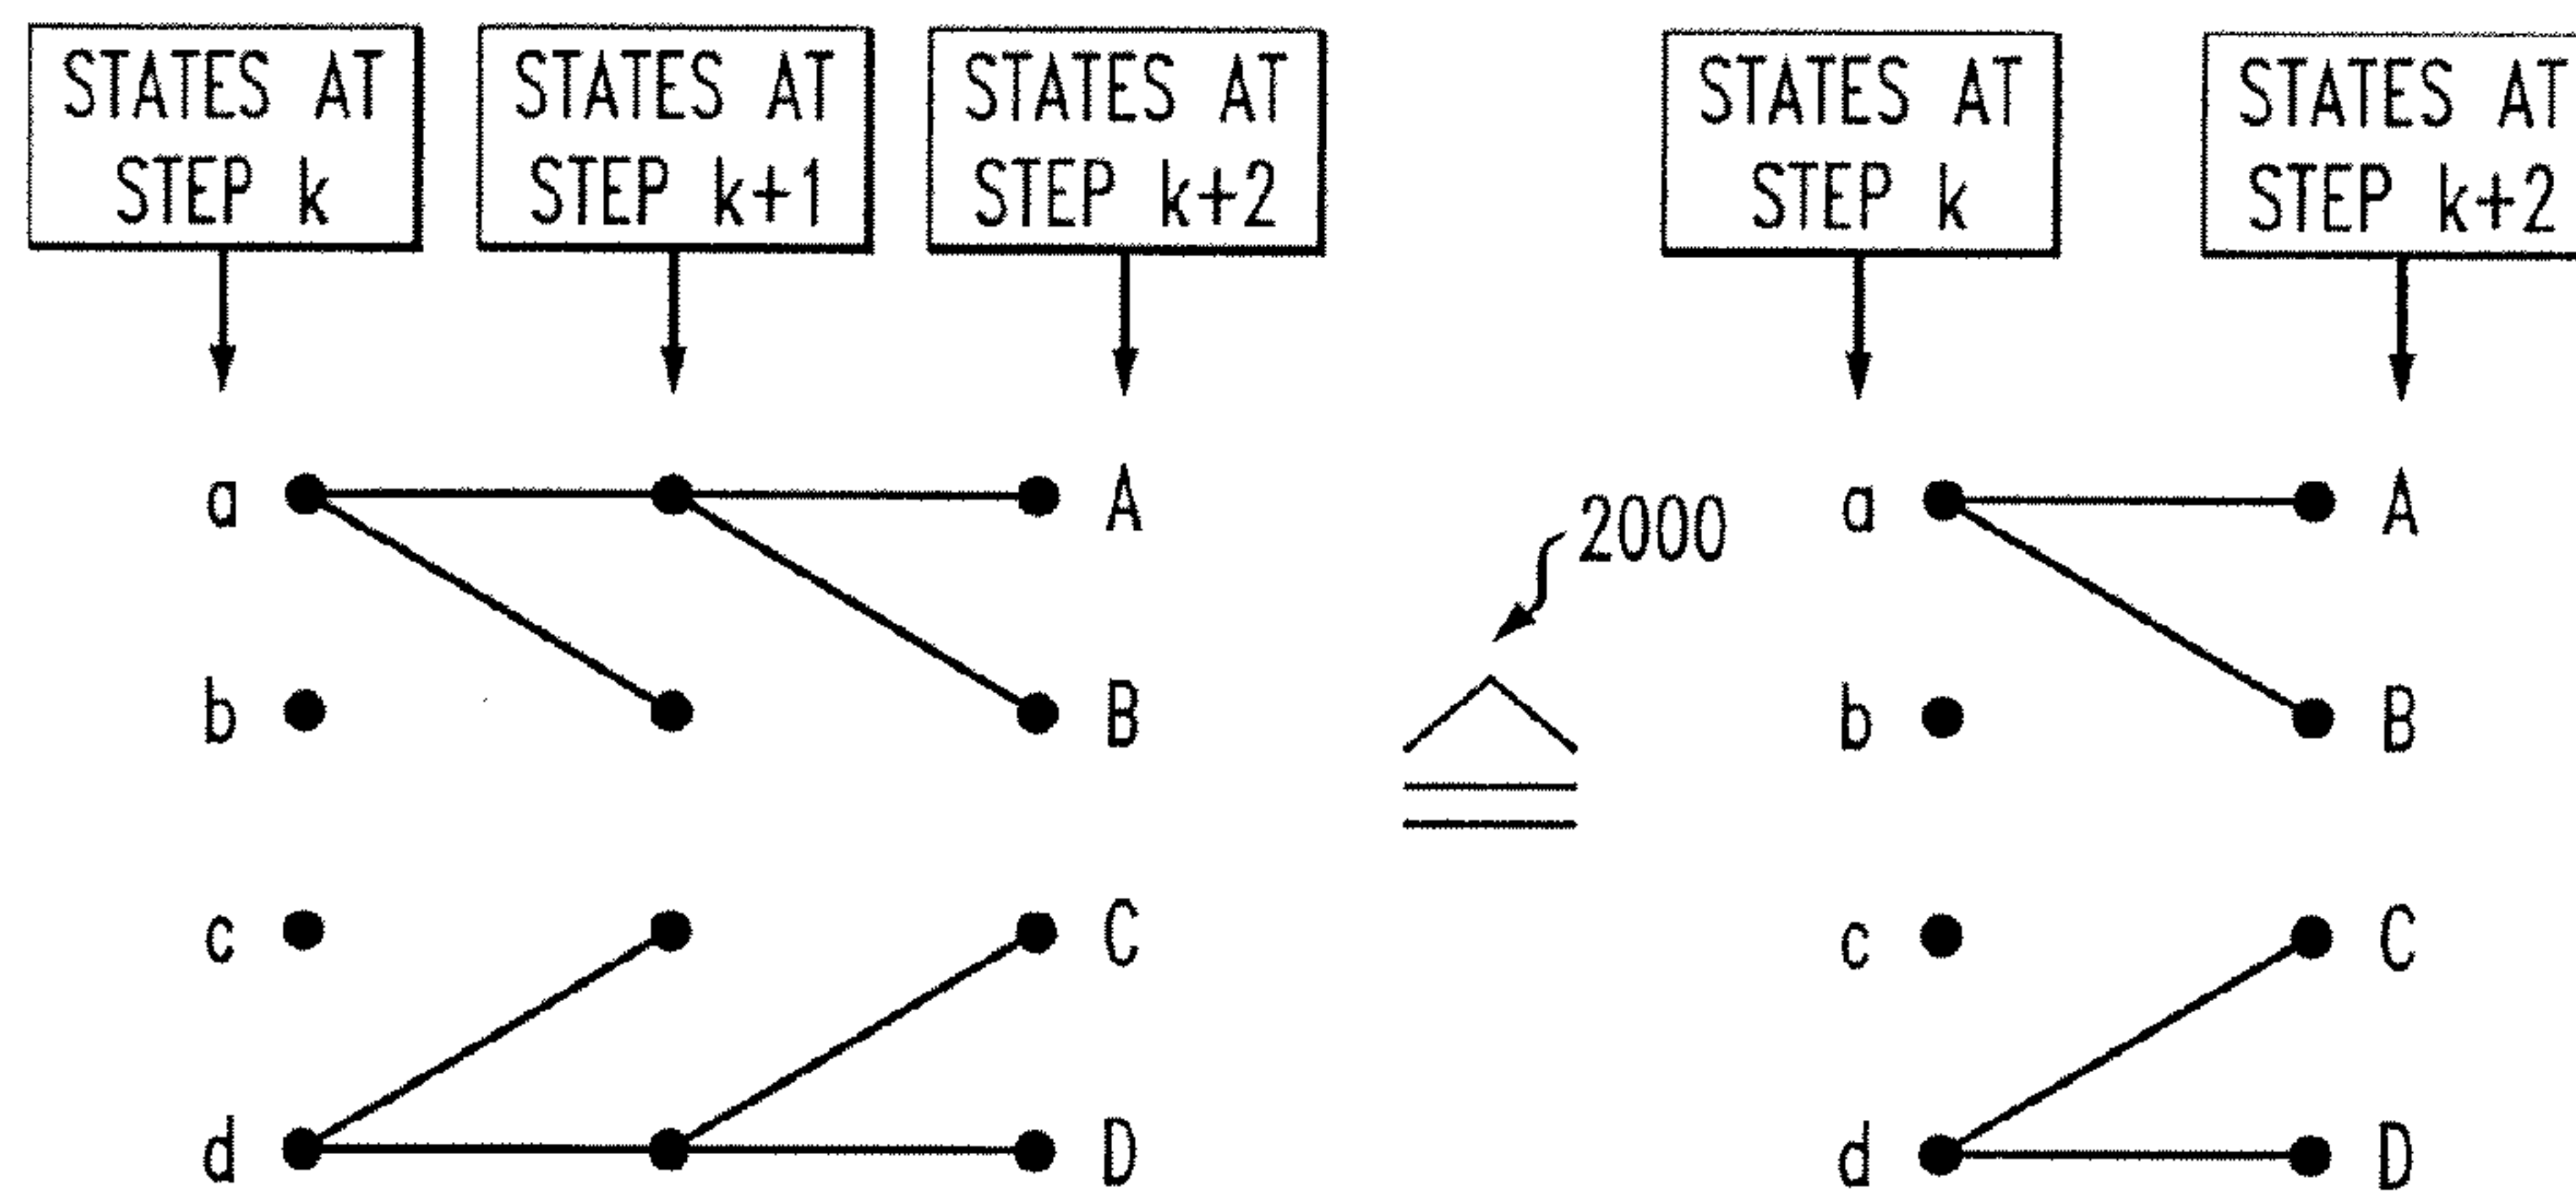 STATES AT
STEP k
STATES AT
STEP k+1
STATES AT
STEP k+2
STATES AT
STEP k
STATES AT
STEP k+2
a
A
b
B
c
C
d
D
2000
a
A
b
B
c
C
d
D